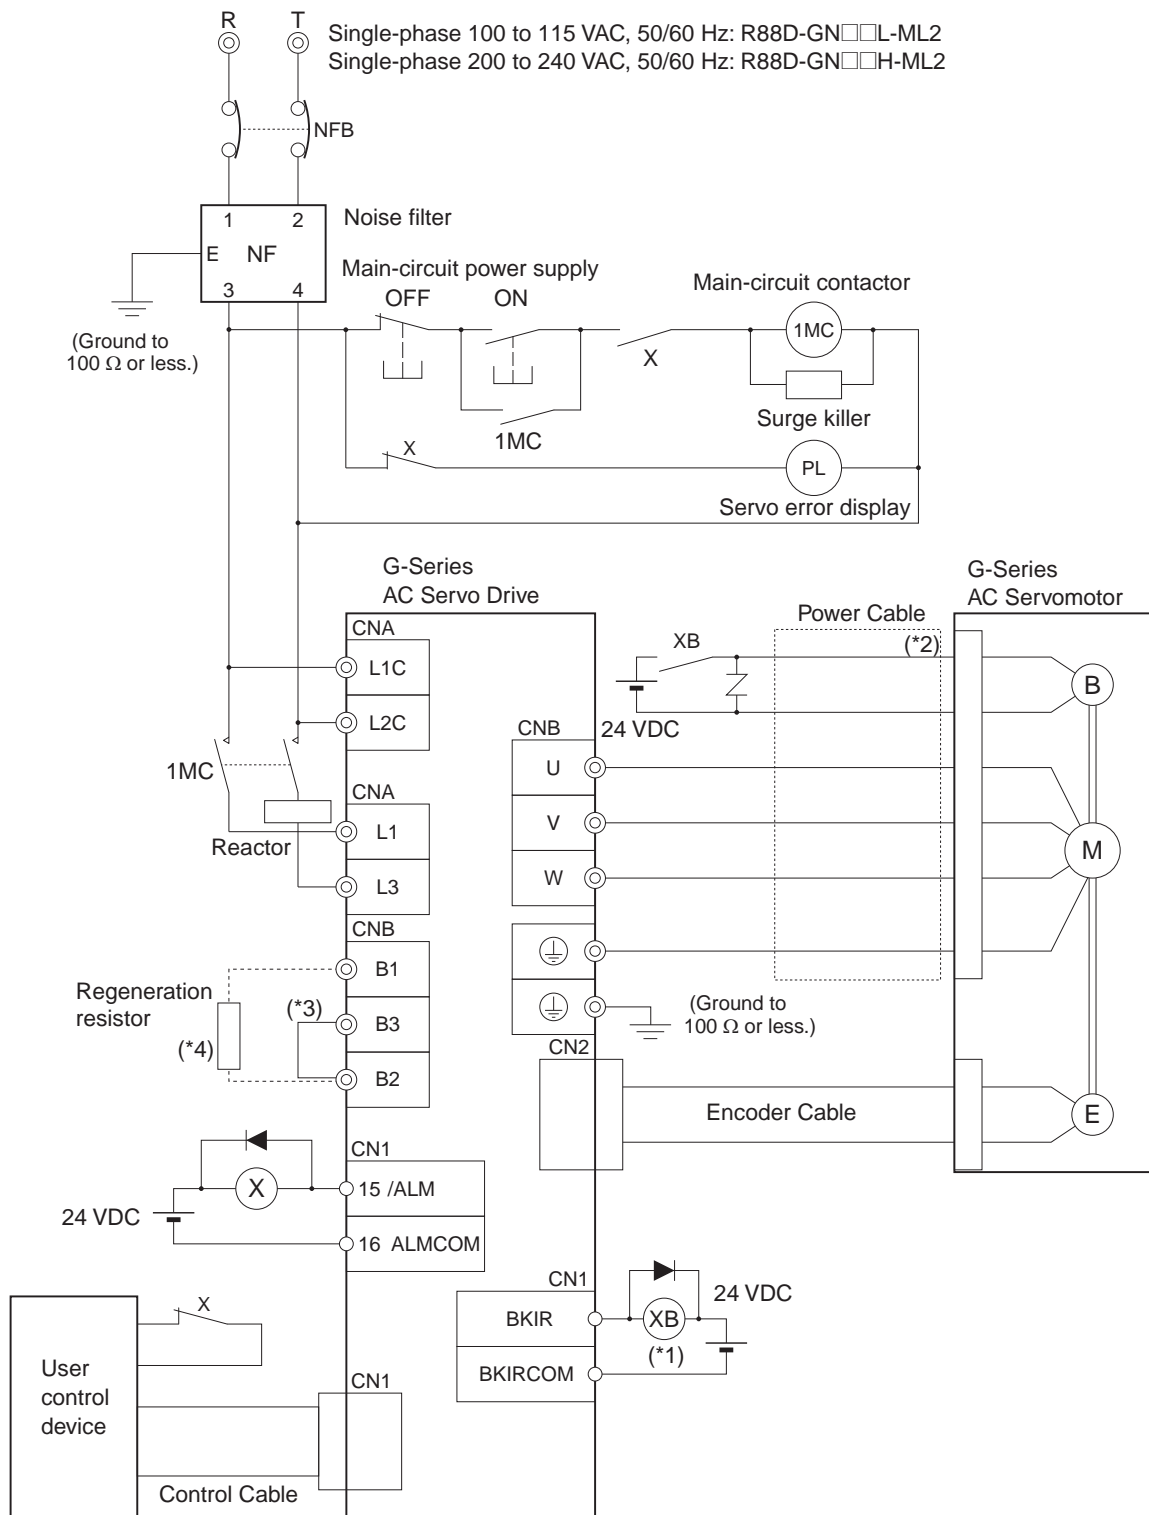 R T
Single-phase 100 to 115 VAC, 50/60 Hz: R88D-GN□□L-ML2
Single-phase 200 to 240 VAC, 50/60 Hz: R88D-GN□□H-ML2
NFB
1 2
Noise filter
E NF
3 4
(Ground to
100 Ω or less.)
Main-circuit power supply
OFF ON
Main-circuit contactor
1MC
X
Surge killer
1MC
X
PL
Servo error display
G-Series
AC Servo Drive
G-Series
AC Servomotor
CNA
L1C
L2C
XB
Power Cable
(*2)
B
24 VDC
CNB
U
V
W
M
1MC
CNA
L1
Reactor
L3
CNB
B1
Regeneration
resistor
(*3)
B3
(*4)
B2
(Ground to
100 Ω or less.)
CN2
Encoder Cable
E
CN1
X
15 /ALM
24 VDC
16 ALMCOM
CN1
24 VDC
BKIR
XB
(*1)
BKIRCOM
X
User
control
device
CN1
Control Cable